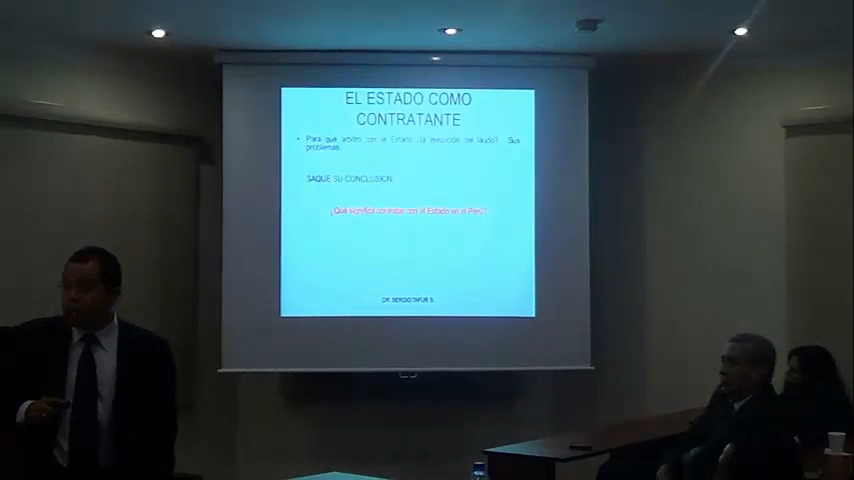 EL ESTADO COMO
CONTRATANTE
• Para qué arbitro con el Estado ¿la ejecución del laudo? Sus
problemas.
SAQUE SU CONCLUSION
¿Qué significa contratar con el Estado en el Perú?
DR. SERGIO TAFUR S.